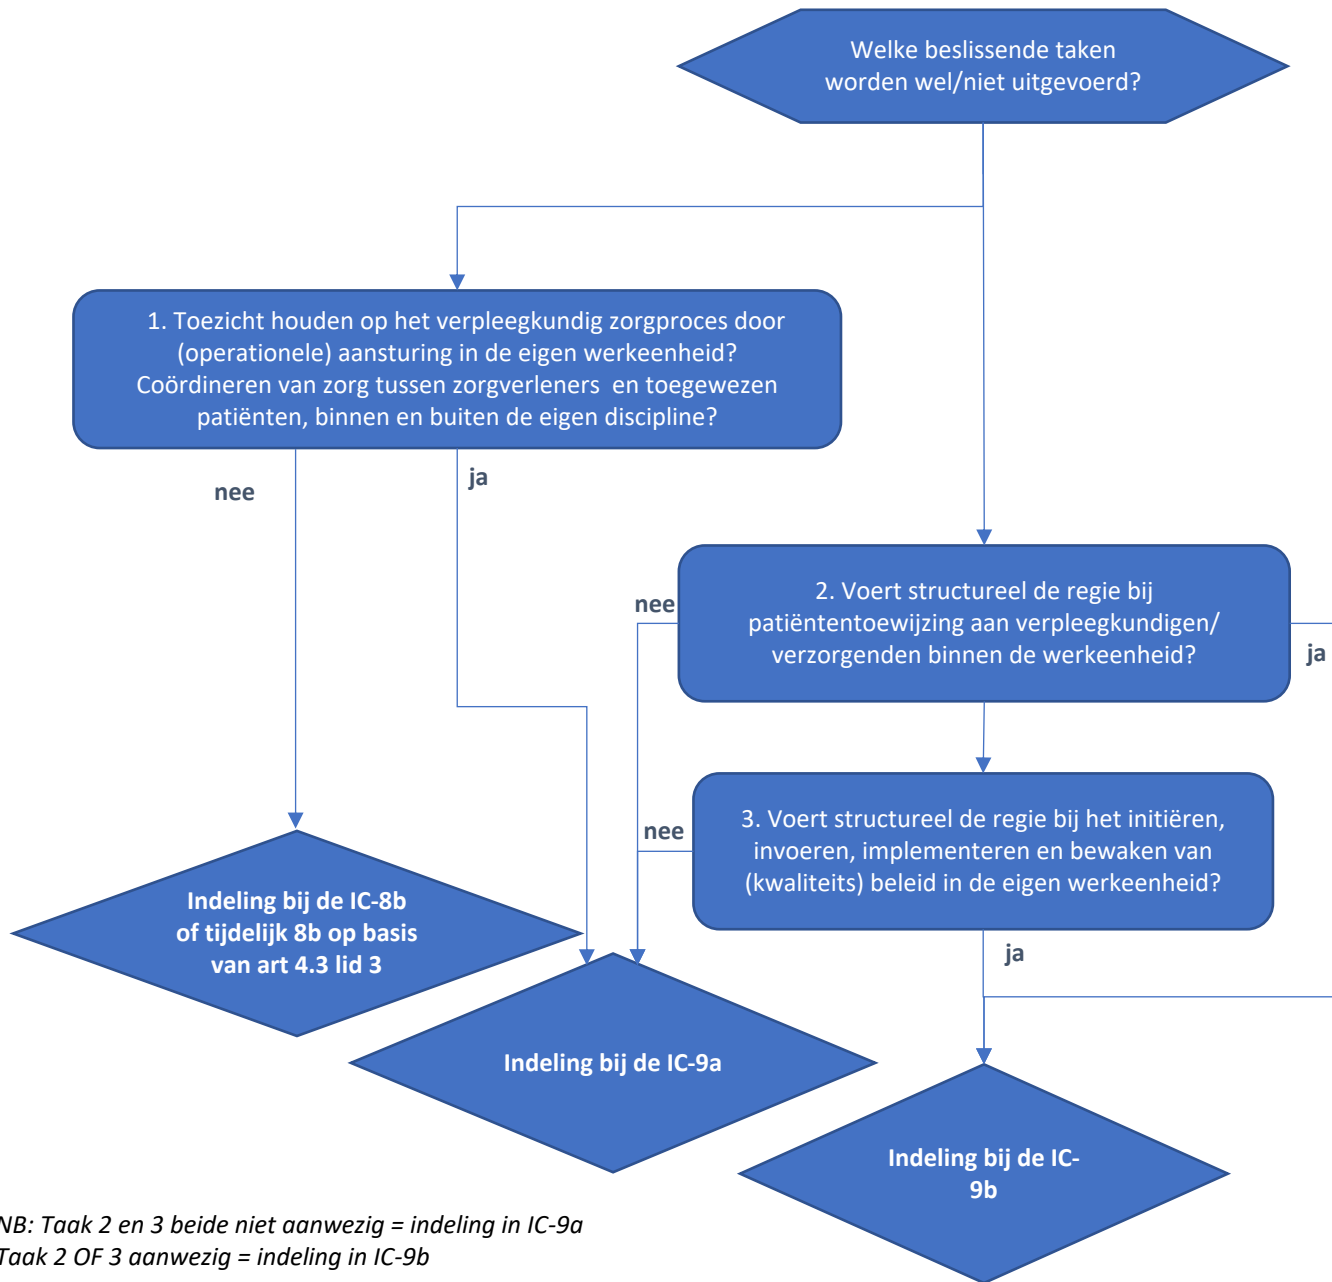 Welke beslissende taken
worden wel/niet uitgevoerd?
1. Toezicht houden op het verpleegkundig zorgproces door
(operationele) aansturing in de eigen werkeenheid?
Coördineren van zorg tussen zorgverleners  en toegewezen
patiënten, binnen en buiten de eigen discipline?
nee
ja
2. Voert structureel de regie bij
patiëntentoewijzing aan verpleegkundigen/
verzorgenden binnen de werkeenheid?
nee
ja
3. Voert structureel de regie bij het initiëren,
invoeren, implementeren en bewaken van
(kwaliteits) beleid in de eigen werkeenheid?
nee
ja
Indeling bij de IC-8b
of tijdelijk 8b op basis
van art 4.3 lid 3
Indeling bij de IC-9a
Indeling bij de IC-
9b
NB: Taak 2 en 3 beide niet aanwezig = indeling in IC-9a
Taak 2 OF 3 aanwezig = indeling in IC-9b